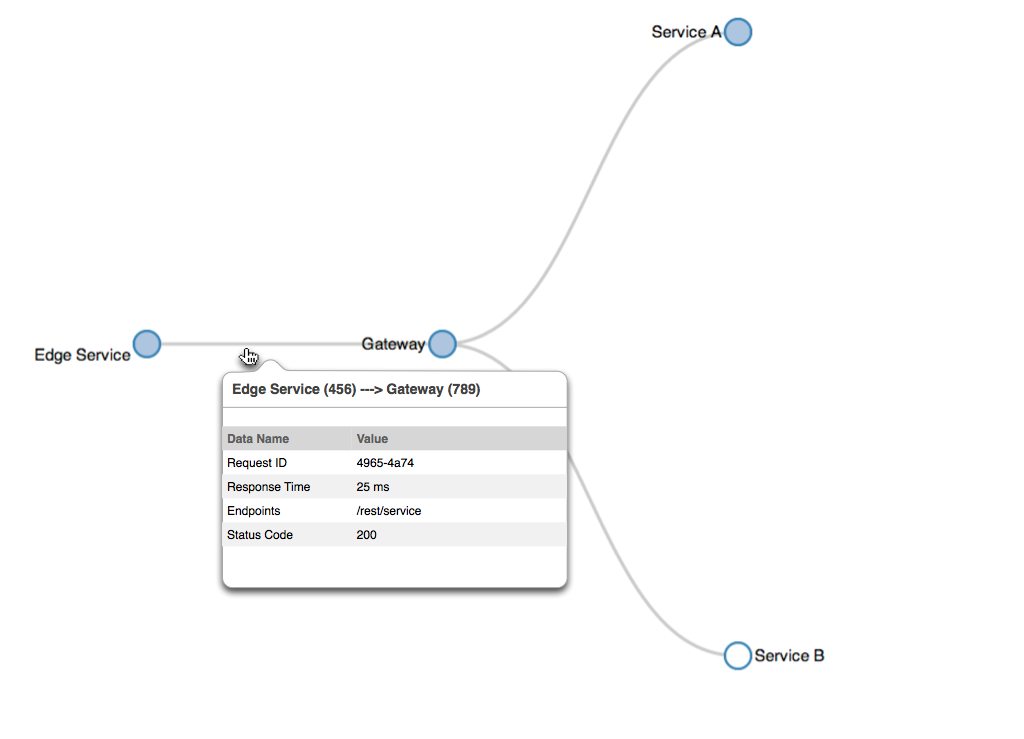 Service A
Edge Service
Gateway
Edge Service (456) ---> Gateway (789)
Data Name Value
Request ID 4965-4a74
Response Time 25 ms
Endpoints /rest/service
Status Code 200
Service B